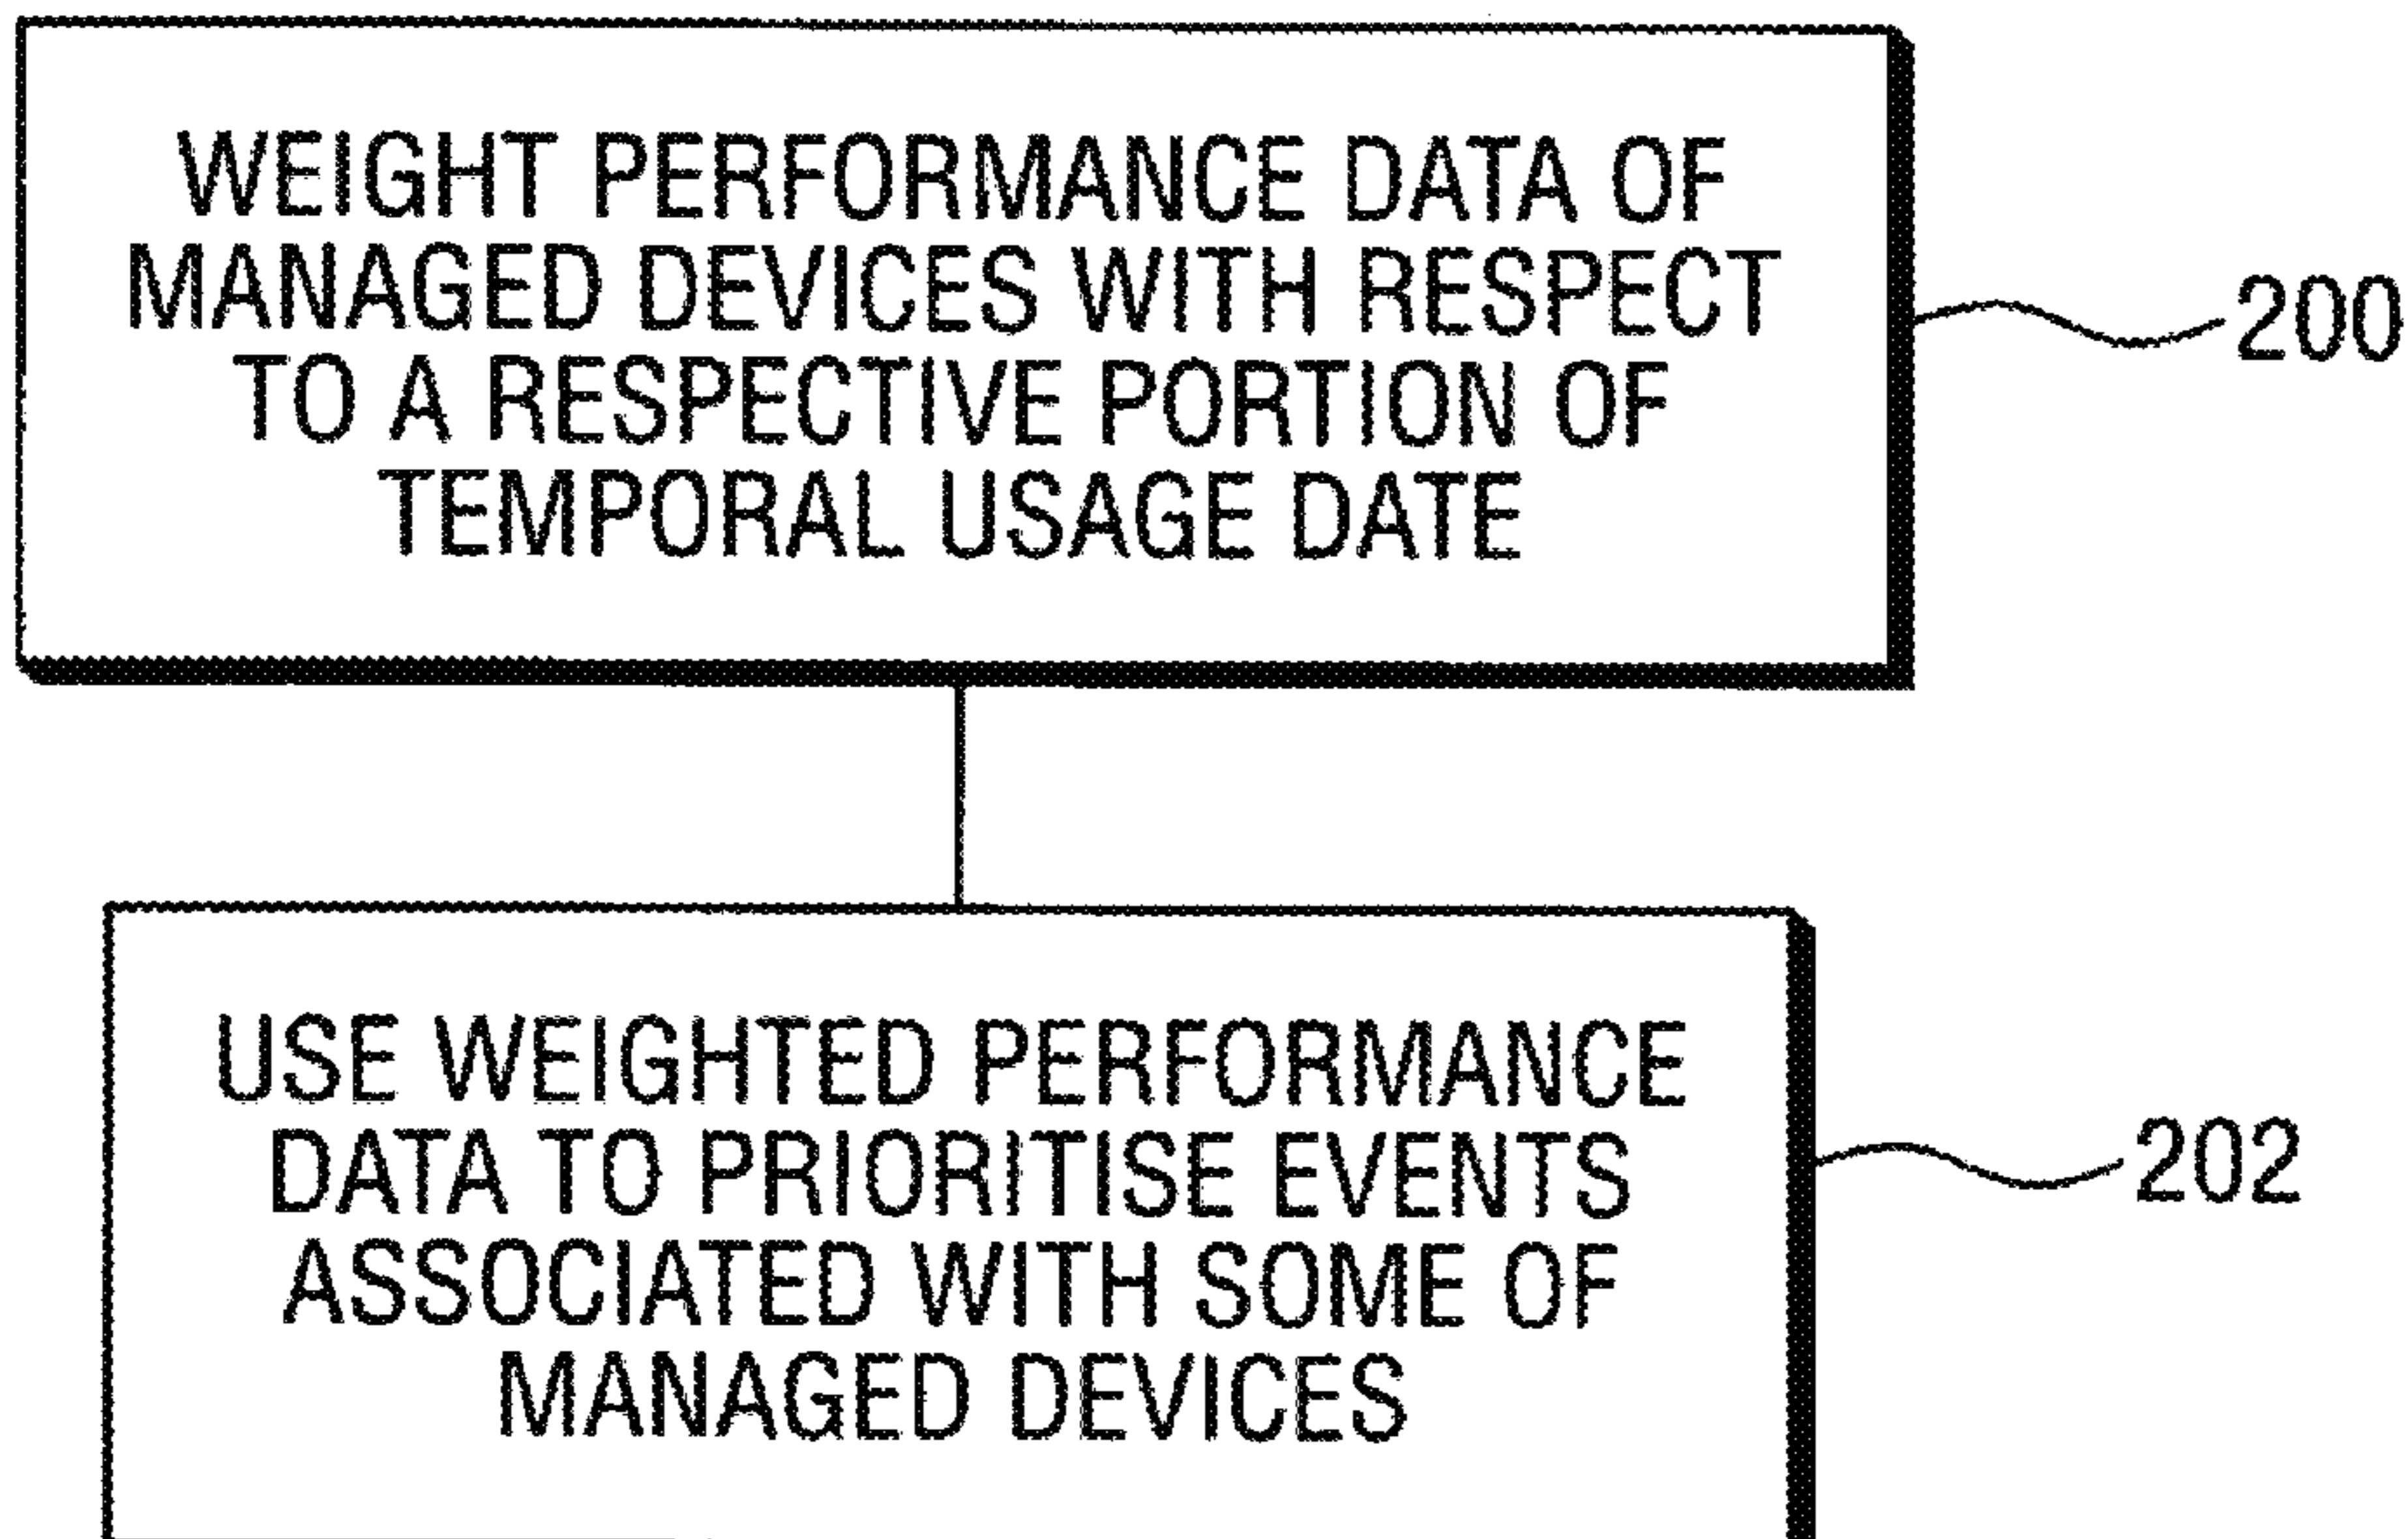 WEIGHT PERFORMANCE DATA OF
MANAGED DEVICES WITH RESPECT
TO A RESPECTIVE PORTION OF
TEMPORAL USAGE DATE
200
USE WEIGHTED PERFORMANCE
DATA TO PRIORITISE EVENTS
ASSOCIATED WITH SOME OF
MANAGED DEVICES
202